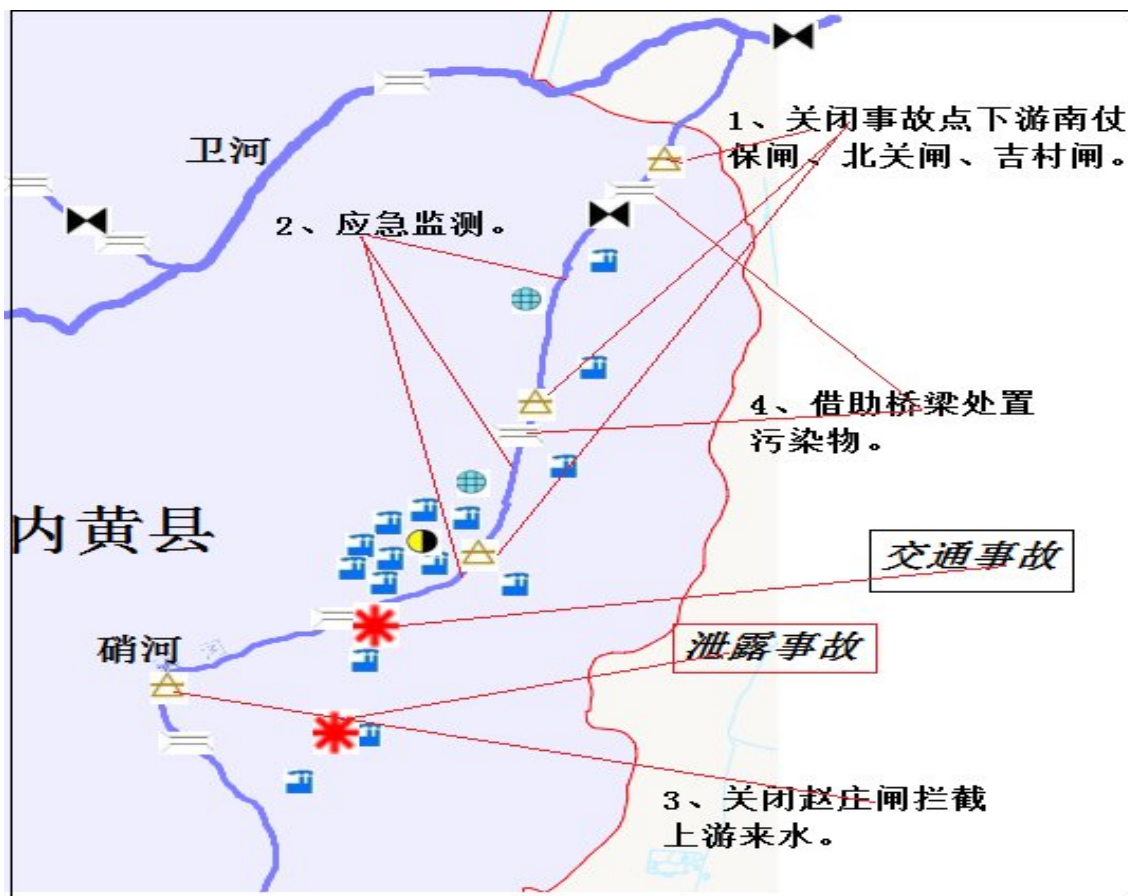 1、关闭事故点下游南仗
保闸、北关闸、吉村闸。
卫河
2、应急监测。
4、借助桥梁处置
污染物。
内黄县
交通事故
硝河
泄露事故
3、关闭赵庄闸拦截
上游来水。